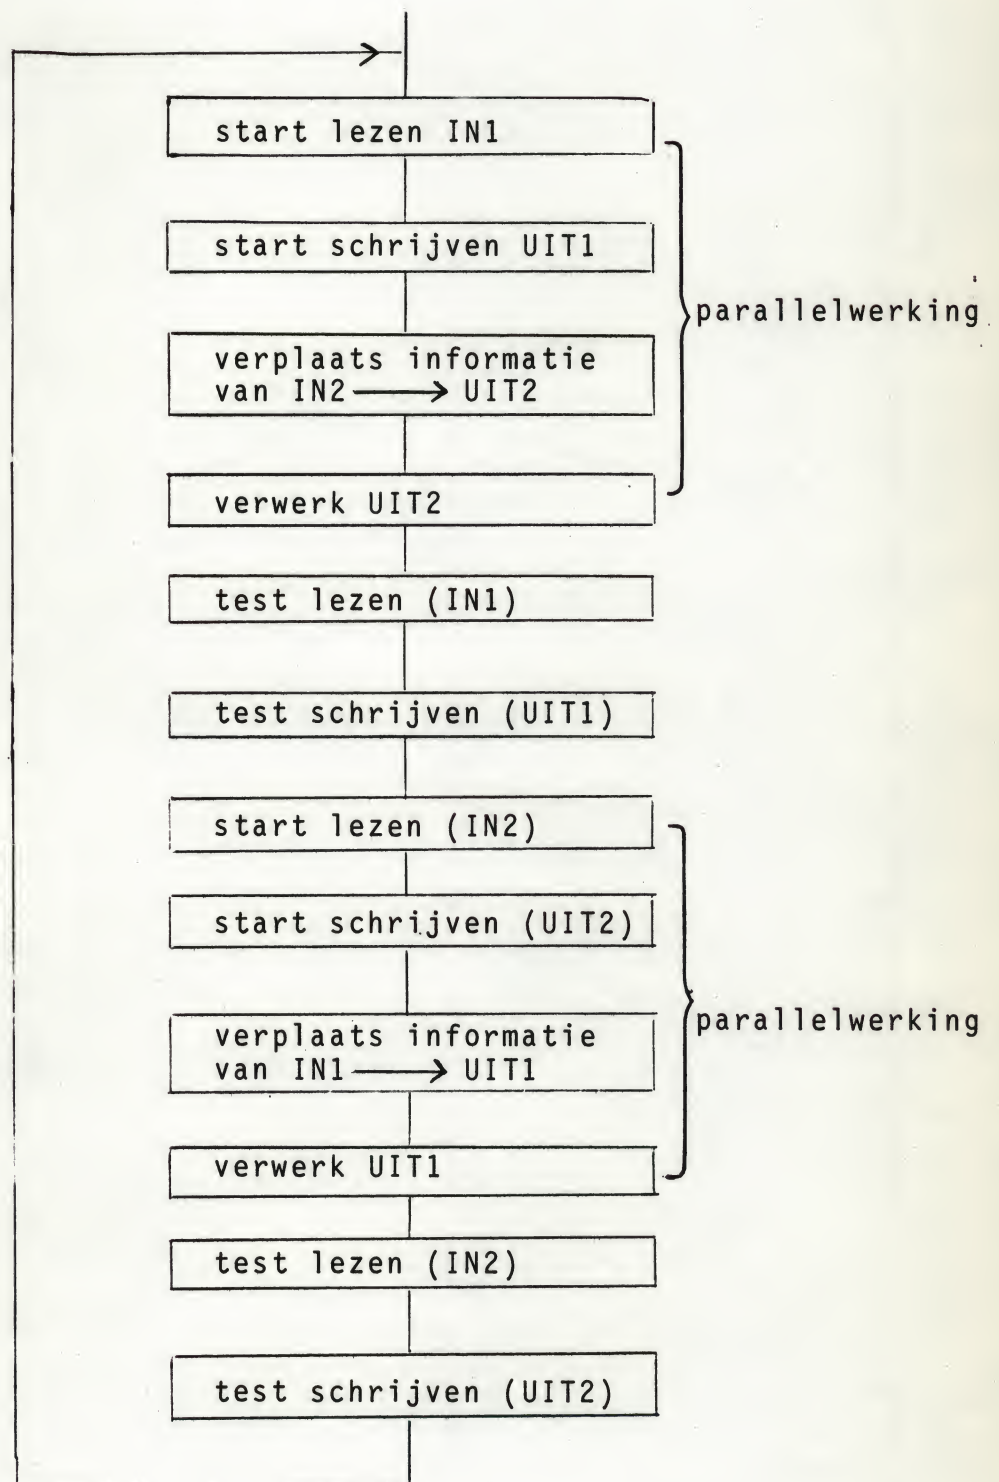 start lezen IN1
start schrijven UIT1
parallelwerking
verplaats informatie
van IN2 → UIT2
verwerk UIT2
test lezen (IN1)
test schrijven (UIT1)
start lezen (IN2)
start schrijven (UIT2)
parallelwerking
verplaats informatie
van IN1 → UIT1
verwerk UIT1
test lezen (IN2)
test schrijven (UIT2)